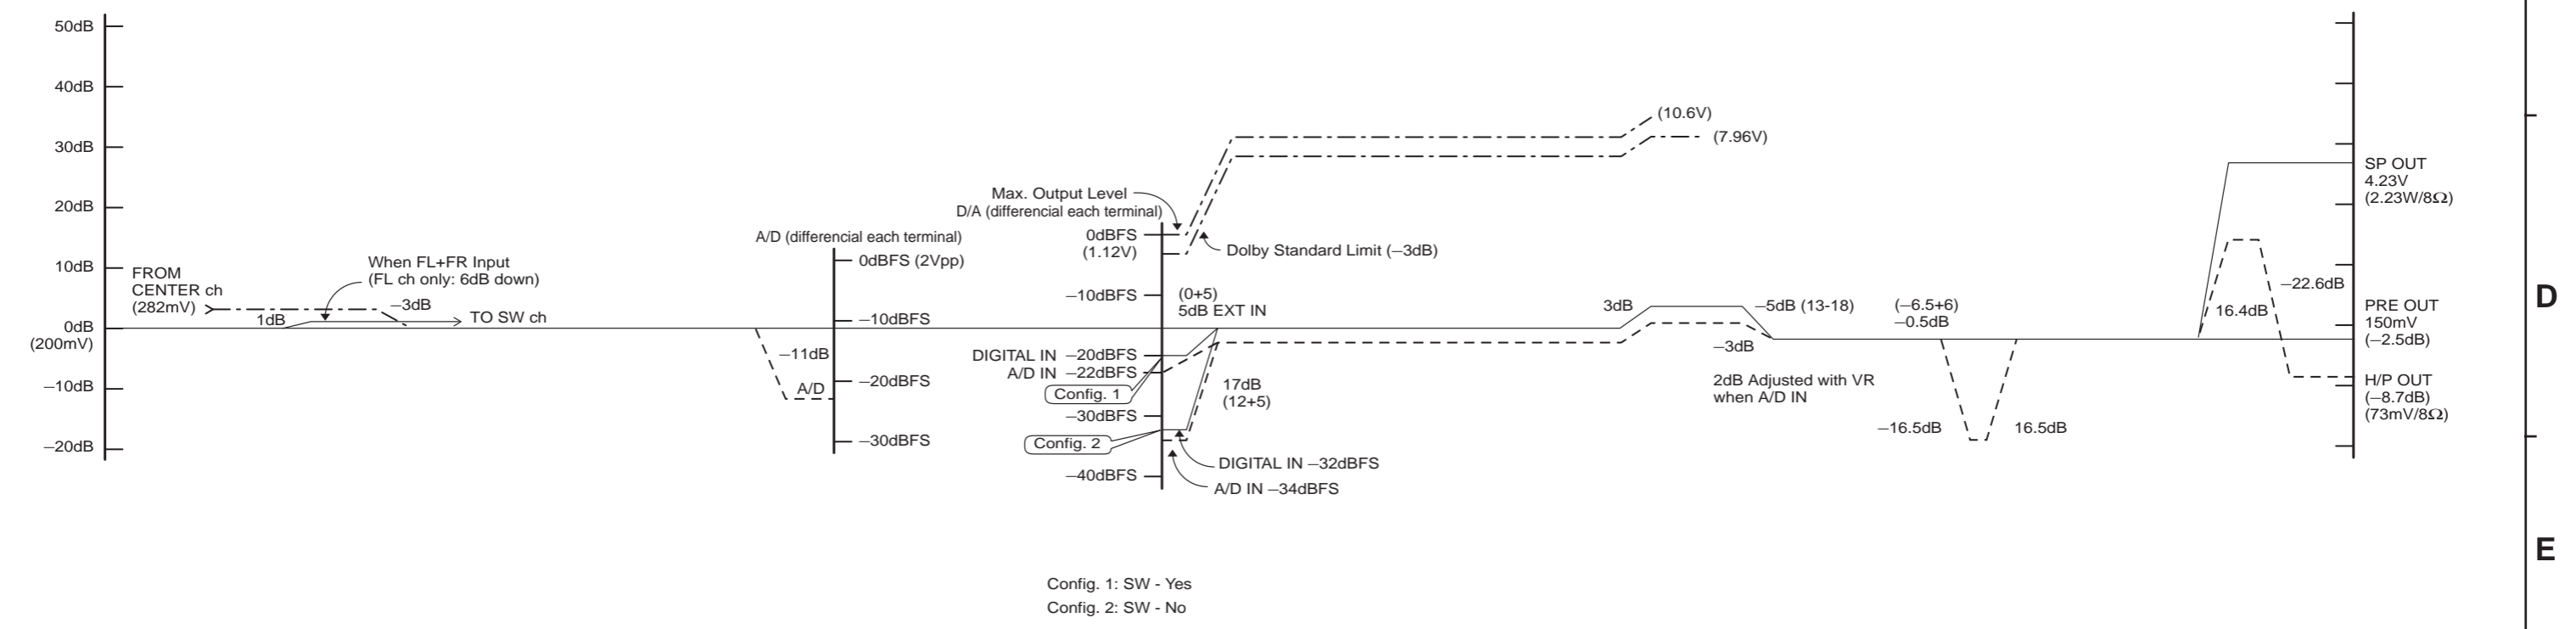 50dB
40dB
30dB
20dB
10dB
0dB
(200mV)
−10dB
−20dB
FROM
CENTER ch
(282mV)
1dB
When FL+FR Input
(FL ch only: 6dB down)
−3dB
TO SW ch
A/D (differencial each terminal)
0dBFS (2Vpp)
−10dBFS
−20dBFS
−30dBFS
−11dB
A/D
Max. Output Level
D/A (differencial each terminal)
0dBFS
(1.12V)
−10dBFS
DIGITAL IN −20dBFS
A/D IN −22dBFS
Config. 1
−30dBFS
Config. 2
−40dBFS
Dolby Standard Limit (−3dB)
(0+5)
5dB EXT IN
17dB
(12+5)
DIGITAL IN −32dBFS
A/D IN −34dBFS
(10.6V)
(7.96V)
3dB
−5dB (13-18)
−3dB
2dB Adjusted with VR
when A/D IN
(−6.5+6)
−0.5dB
−16.5dB
16.5dB
16.4dB
−22.6dB
SP OUT
4.23V
(2.23W/8Ω)
PRE OUT
150mV
(−2.5dB)
H/P OUT
(−8.7dB)
(73mV/8Ω)
D
E
Config. 1: SW - Yes
Config. 2: SW - No